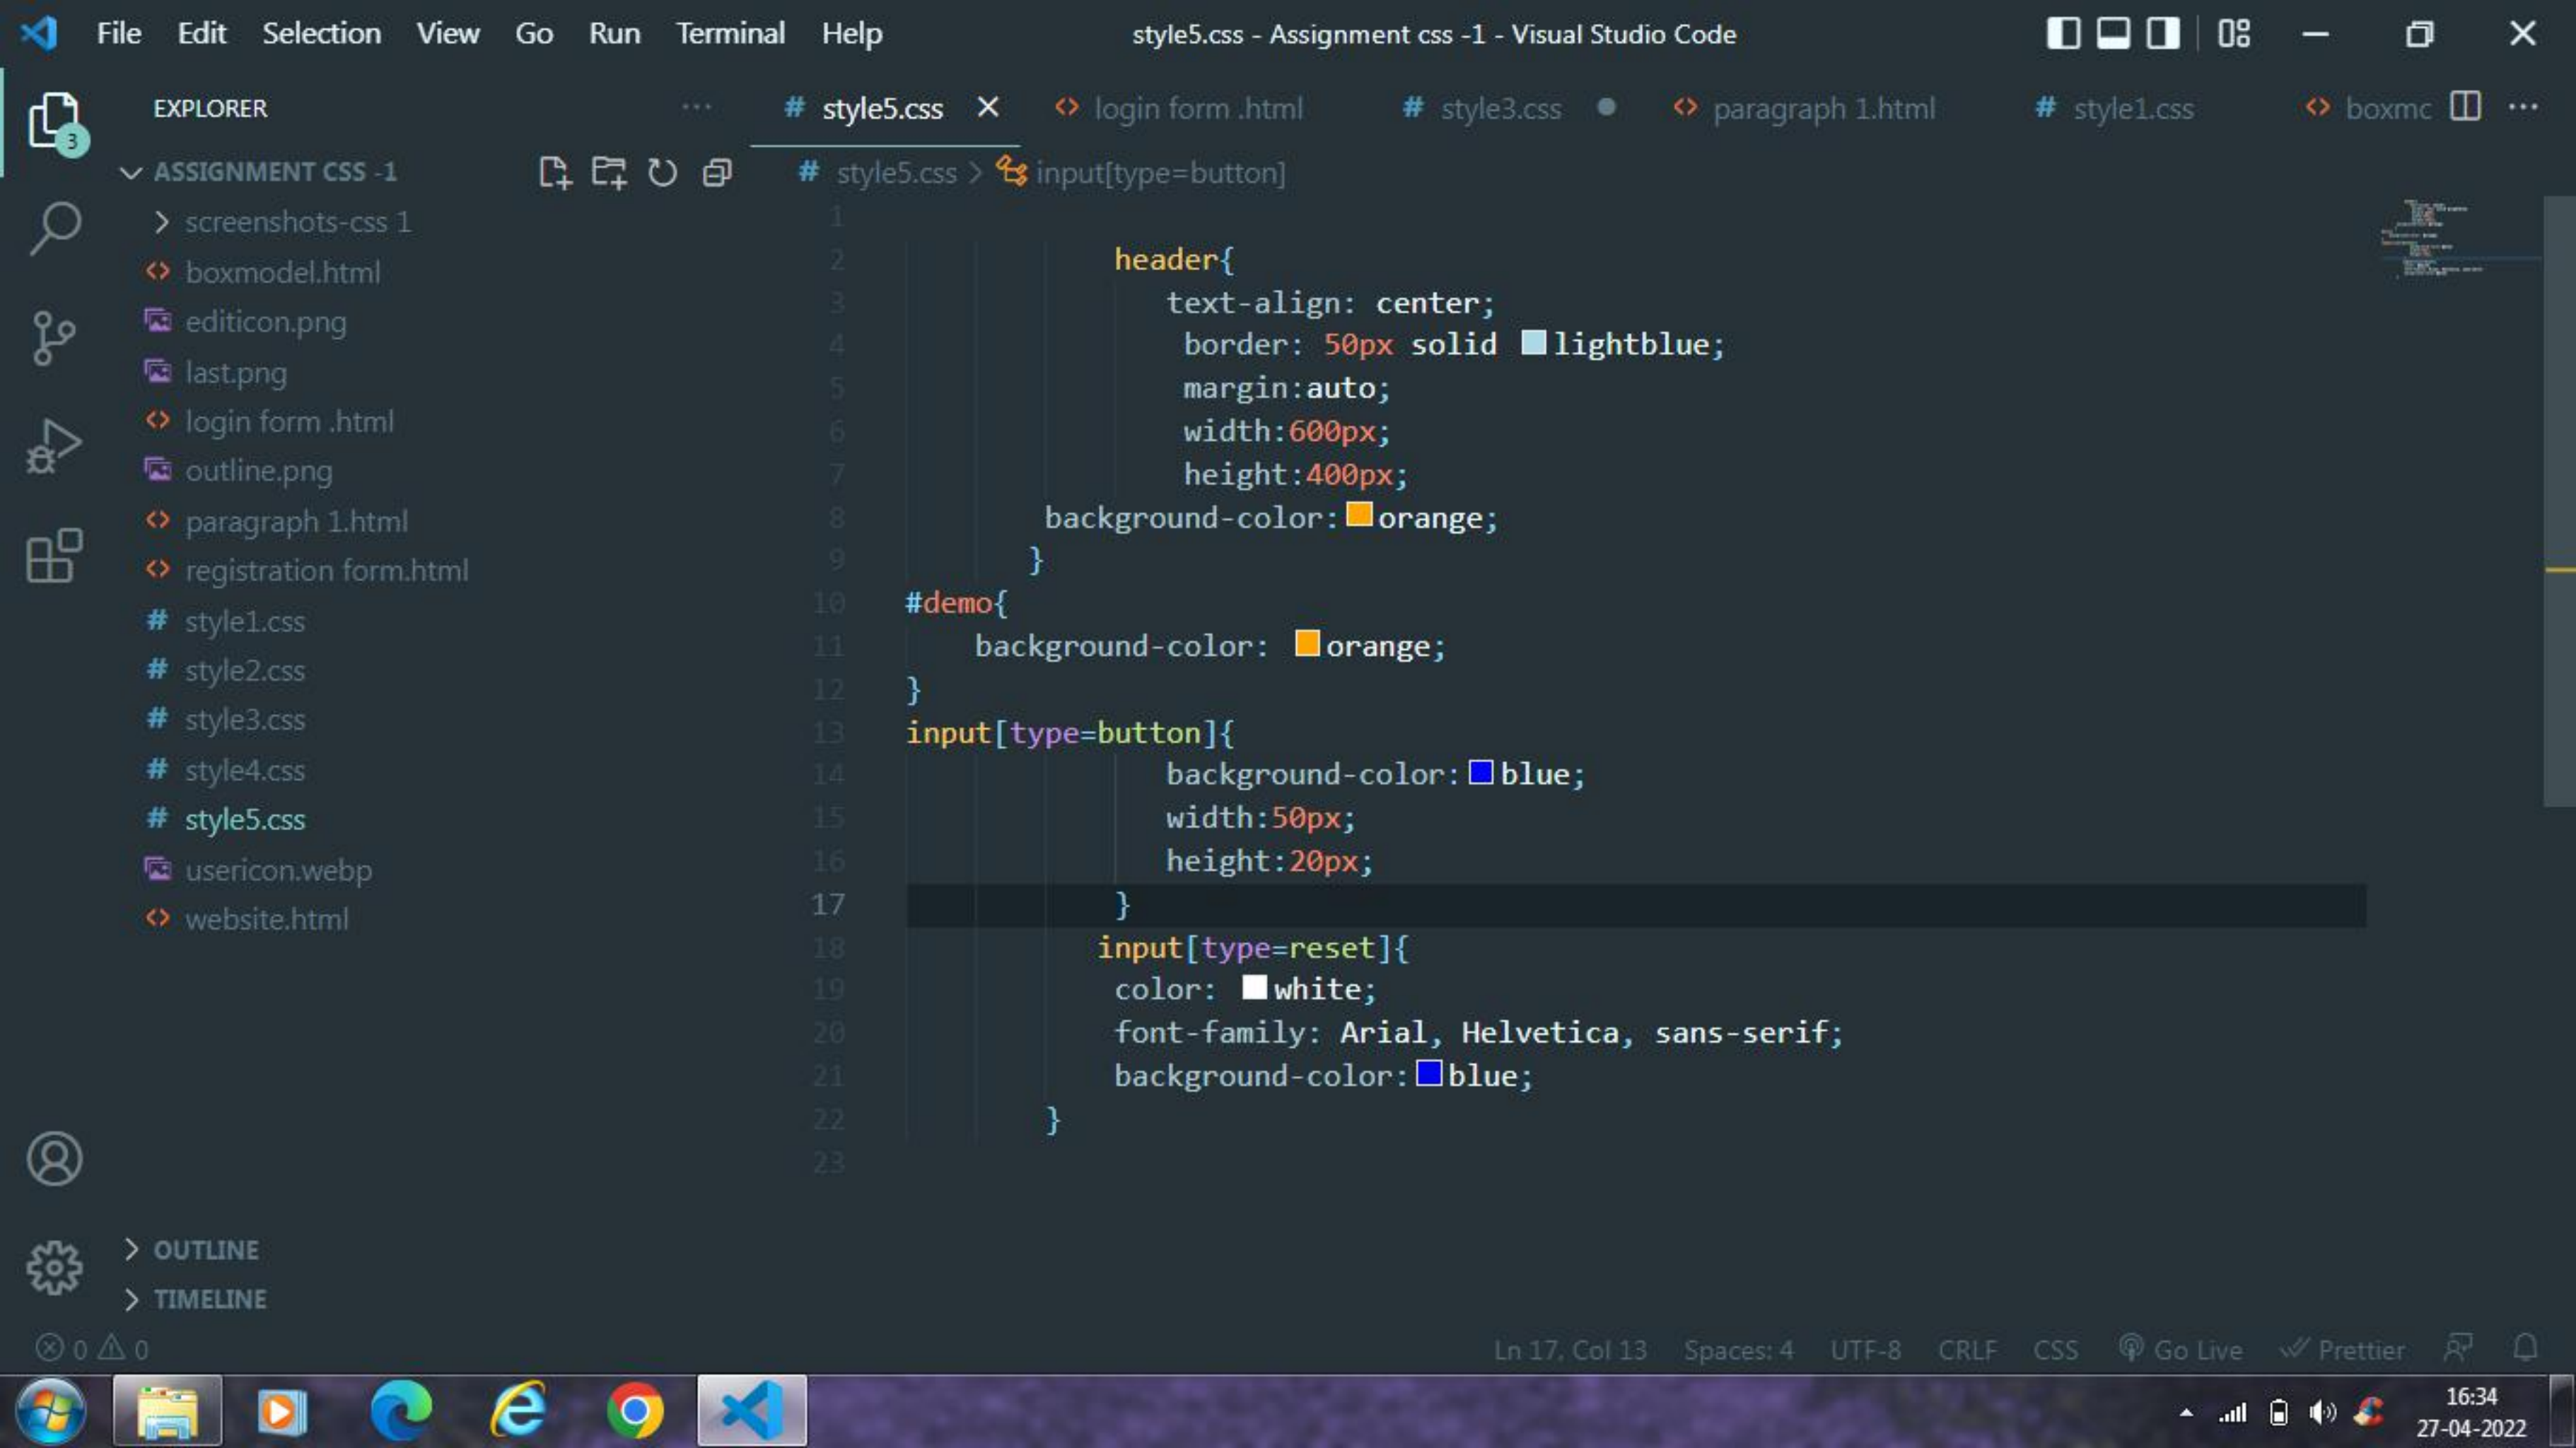 File Edit Selection View Go Run Terminal Help
style5.css - Assignment css -1 - Visual Studio Code
EXPLORER
3
ASSIGNMENT CSS -1
screenshots-css 1
boxmodel.html
editicon.png
last.png
login form .html
outline.png
paragraph 1.html
registration form.html
# style1.css
# style2.css
# style3.css
# style4.css
# style5.css
usericon.webp
website.html
OUTLINE
TIMELINE
# style5.css
login form .html
# style3.css
paragraph 1.html
# style1.css
boxmc
# style5.css > input[type=button]
1
2 header{
3 text-align: center;
4 border: 50px solid lightblue;
5 margin:auto;
6 width:600px;
7 height:400px;
8 background-color:orange;
9 }
10 #demo{
11 background-color: orange;
12 }
13 input[type=button]{
14 background-color:blue;
15 width:50px;
16 height:20px;
17 }
18 input[type=reset]{
19 color: white;
20 font-family: Arial, Helvetica, sans-serif;
21 background-color:blue;
22 }
23
0 0
Ln 17, Col 13 Spaces: 4 UTF-8 CRLF CSS Go Live Prettier
16:34
27-04-2022